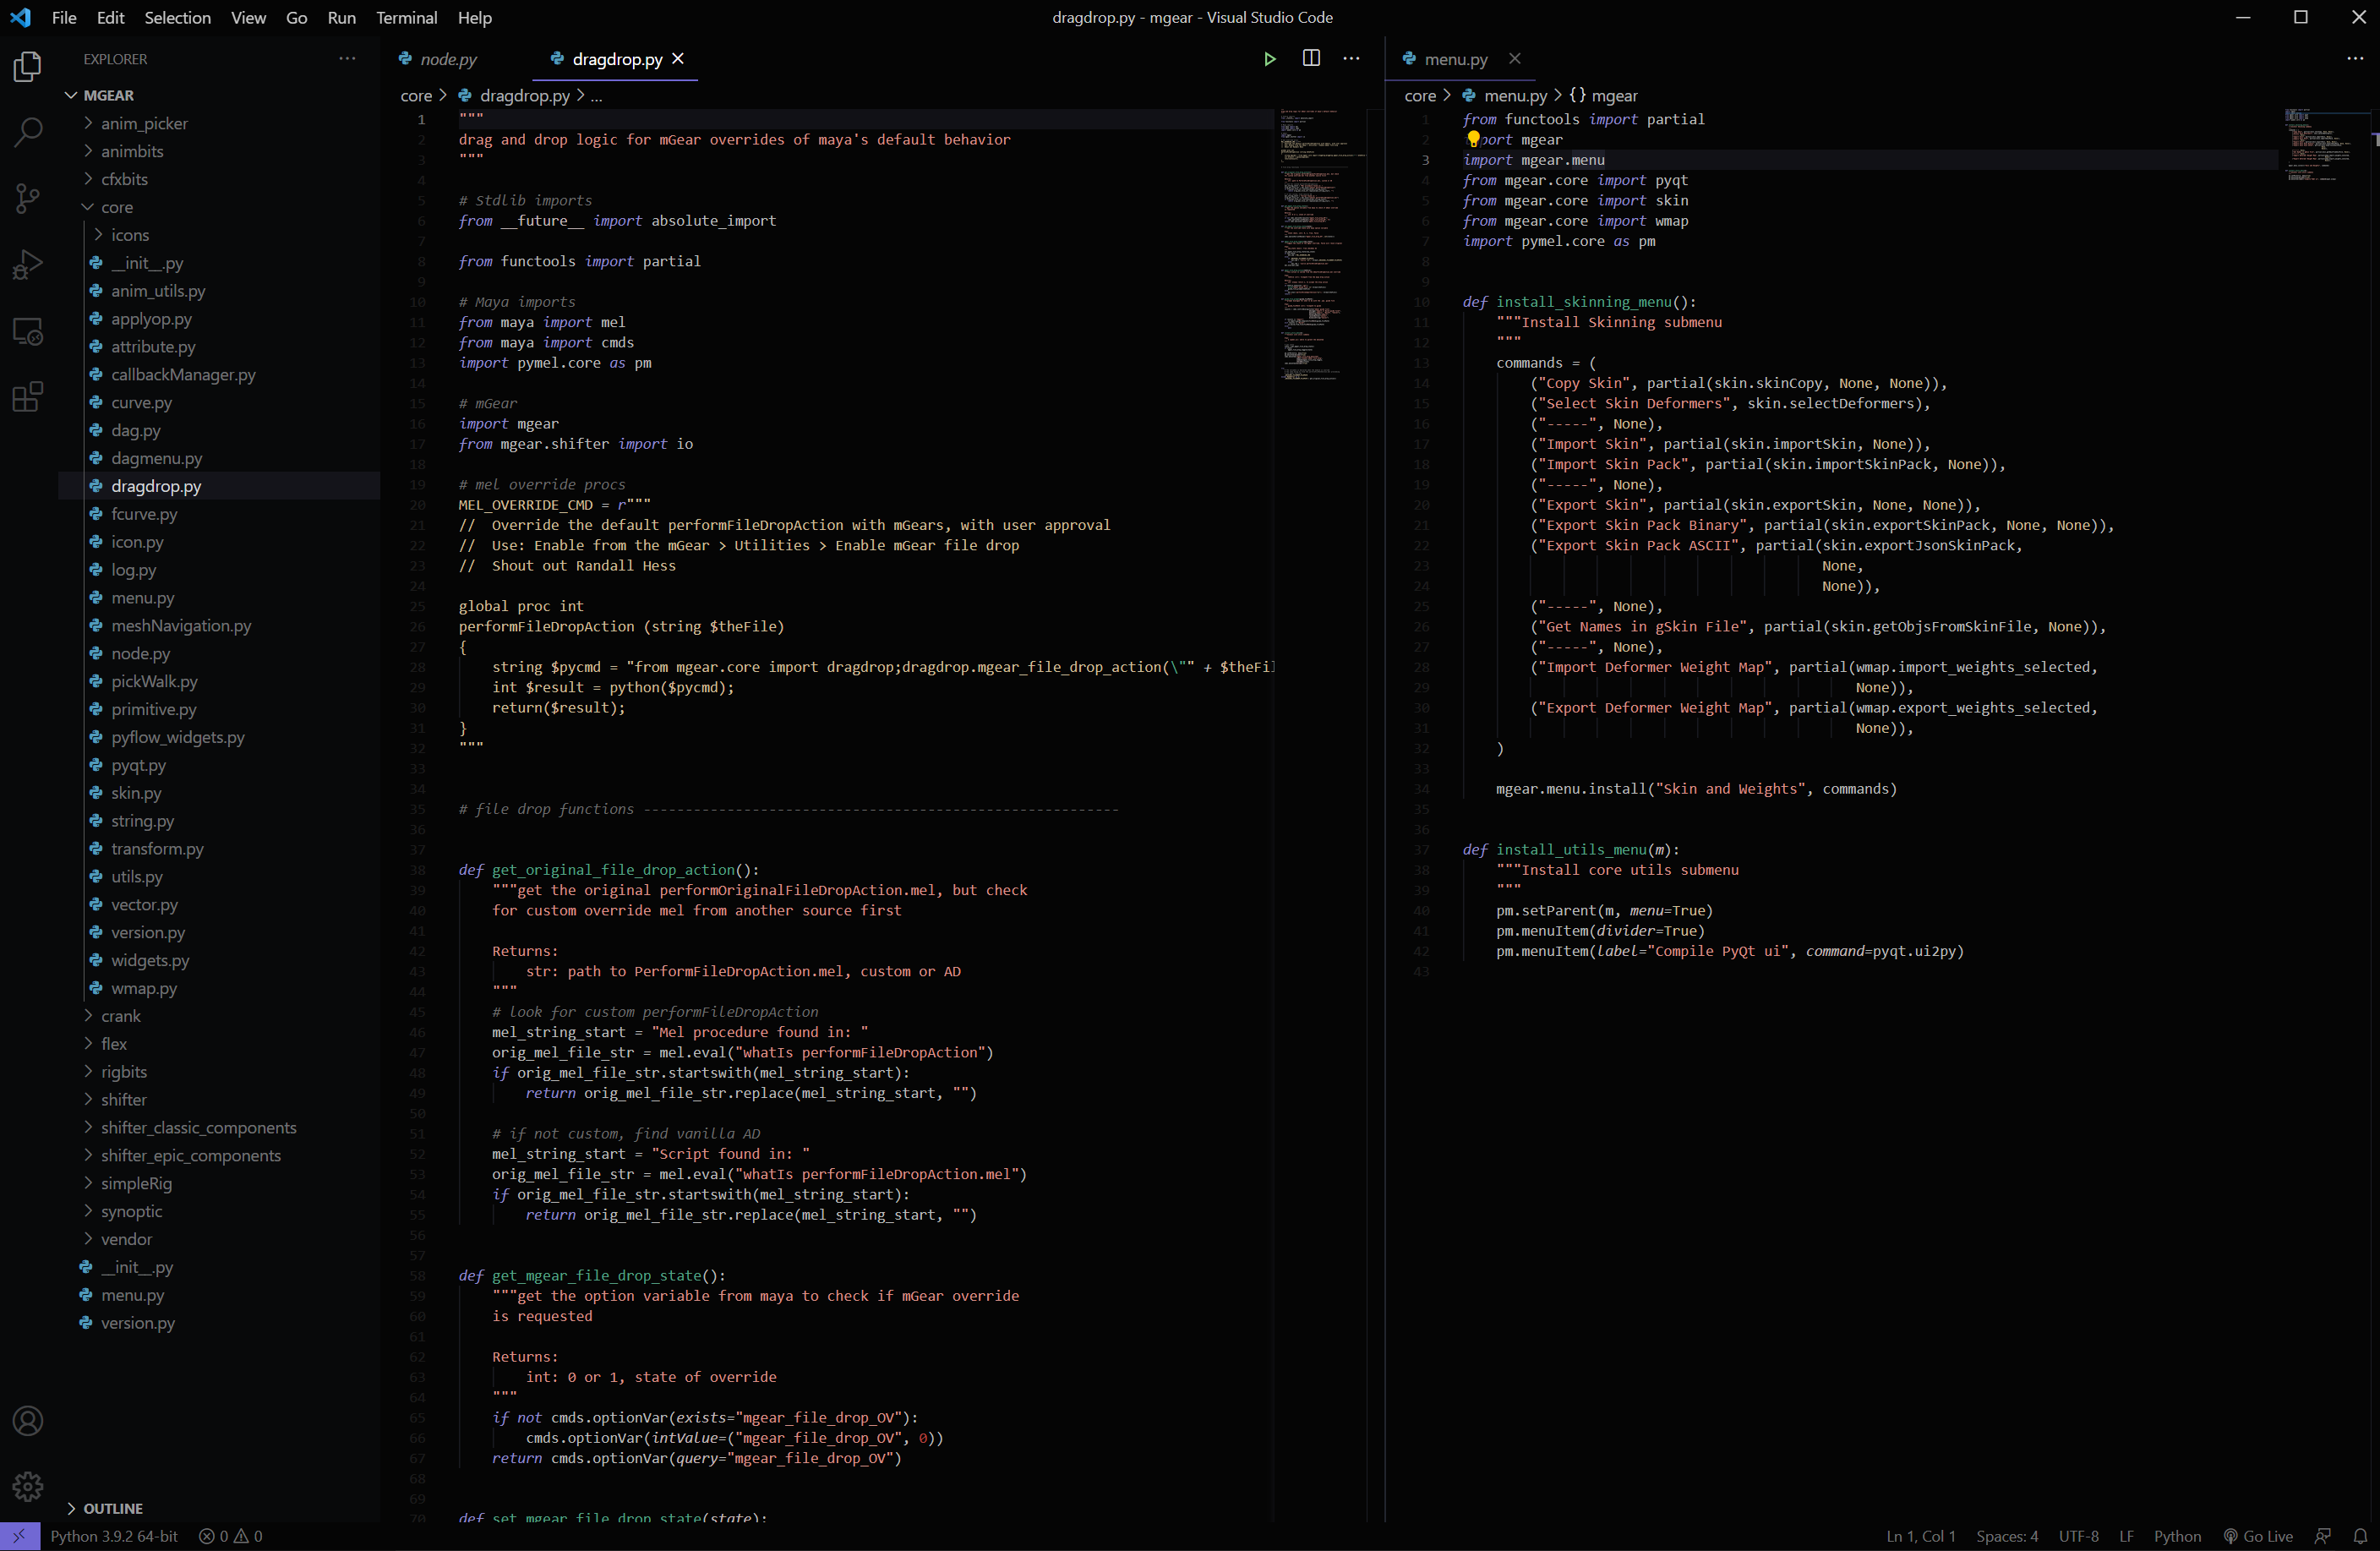 File Edit Selection View Go Run Terminal Help
dragdrop.py - mgear - Visual Studio Code
EXPLORER
MGEAR
anim_picker
animbits
cfxbits
core
icons
__init__.py
anim_utils.py
applyop.py
attribute.py
callbackManager.py
curve.py
dag.py
dagmenu.py
dragdrop.py
fcurve.py
icon.py
log.py
menu.py
meshNavigation.py
node.py
pickWalk.py
primitive.py
pyflow_widgets.py
pyqt.py
skin.py
string.py
transform.py
utils.py
vector.py
version.py
widgets.py
wmap.py
crank
flex
rigbits
shifter
shifter_classic_components
shifter_epic_components
simpleRig
synoptic
vendor
__init__.py
menu.py
version.py
OUTLINE
node.py
dragdrop.py
core > dragdrop.py > ...
1 """
2 drag and drop logic for mGear overrides of maya's default behavior
3 """
4
5 # Stdlib imports
6 from __future__ import absolute_import
7
8 from functools import partial
9
10 # Maya imports
11 from maya import mel
12 from maya import cmds
13 import pymel.core as pm
14
15 # mGear
16 import mgear
17 from mgear.shifter import io
18
19 # mel override procs
20 MEL_OVERRIDE_CMD = r"""
21 //  Override the default performFileDropAction with mGears, with user approval
22 //  Use: Enable from the mGear > Utilities > Enable mGear file drop
23 //  Shout out Randall Hess
24
25 global proc int
26 performFileDropAction (string $theFile)
27 {
28     string $pycmd = "from mgear.core import dragdrop;dragdrop.mgear_file_drop_action(\"" + $theFil
29     int $result = python($pycmd);
30     return($result);
31 }
32 """
33
34
35 # file drop functions ---------------------------------------------------------
36
37
38 def get_original_file_drop_action():
39     """get the original performOriginalFileDropAction.mel, but check
40     for custom override mel from another source first
41
42     Returns:
43         str: path to PerformFileDropAction.mel, custom or AD
44     """
45     # look for custom performFileDropAction
46     mel_string_start = "Mel procedure found in: "
47     orig_mel_file_str = mel.eval("whatIs performFileDropAction")
48     if orig_mel_file_str.startswith(mel_string_start):
49         return orig_mel_file_str.replace(mel_string_start, "")
50
51     # if not custom, find vanilla AD
52     mel_string_start = "Script found in: "
53     orig_mel_file_str = mel.eval("whatIs performFileDropAction.mel")
54     if orig_mel_file_str.startswith(mel_string_start):
55         return orig_mel_file_str.replace(mel_string_start, "")
56
57
58 def get_mgear_file_drop_state():
59     """get the option variable from maya to check if mGear override
60     is requested
61
62     Returns:
63         int: 0 or 1, state of override
64     """
65     if not cmds.optionVar(exists="mgear_file_drop_OV"):
66         cmds.optionVar(intValue=("mgear_file_drop_OV", 0))
67     return cmds.optionVar(query="mgear_file_drop_OV")
68
69
70 def set_mgear_file_drop_state(state):
menu.py
core > menu.py > {} mgear
1 from functools import partial
2 port mgear
3 import mgear.menu
4 from mgear.core import pyqt
5 from mgear.core import skin
6 from mgear.core import wmap
7 import pymel.core as pm
8
9
10 def install_skinning_menu():
11     """Install Skinning submenu
12     """
13     commands = (
14         ("Copy Skin", partial(skin.skinCopy, None, None)),
15         ("Select Skin Deformers", skin.selectDeformers),
16         ("-----", None),
17         ("Import Skin", partial(skin.importSkin, None)),
18         ("Import Skin Pack", partial(skin.importSkinPack, None)),
19         ("-----", None),
20         ("Export Skin", partial(skin.exportSkin, None, None)),
21         ("Export Skin Pack Binary", partial(skin.exportSkinPack, None, None)),
22         ("Export Skin Pack ASCII", partial(skin.exportJsonSkinPack,
23                                            None,
24                                            None)),
25         ("-----", None),
26         ("Get Names in gSkin File", partial(skin.getObjsFromSkinFile, None)),
27         ("-----", None),
28         ("Import Deformer Weight Map", partial(wmap.import_weights_selected,
29                                                None)),
30         ("Export Deformer Weight Map", partial(wmap.export_weights_selected,
31                                                None)),
32     )
33
34     mgear.menu.install("Skin and Weights", commands)
35
36
37 def install_utils_menu(m):
38     """Install core utils submenu
39     """
40     pm.setParent(m, menu=True)
41     pm.menuItem(divider=True)
42     pm.menuItem(label="Compile PyQt ui", command=pyqt.ui2py)
43
Python 3.9.2 64-bit 0 0
Ln 1, Col 1 Spaces: 4 UTF-8 LF Python Go Live